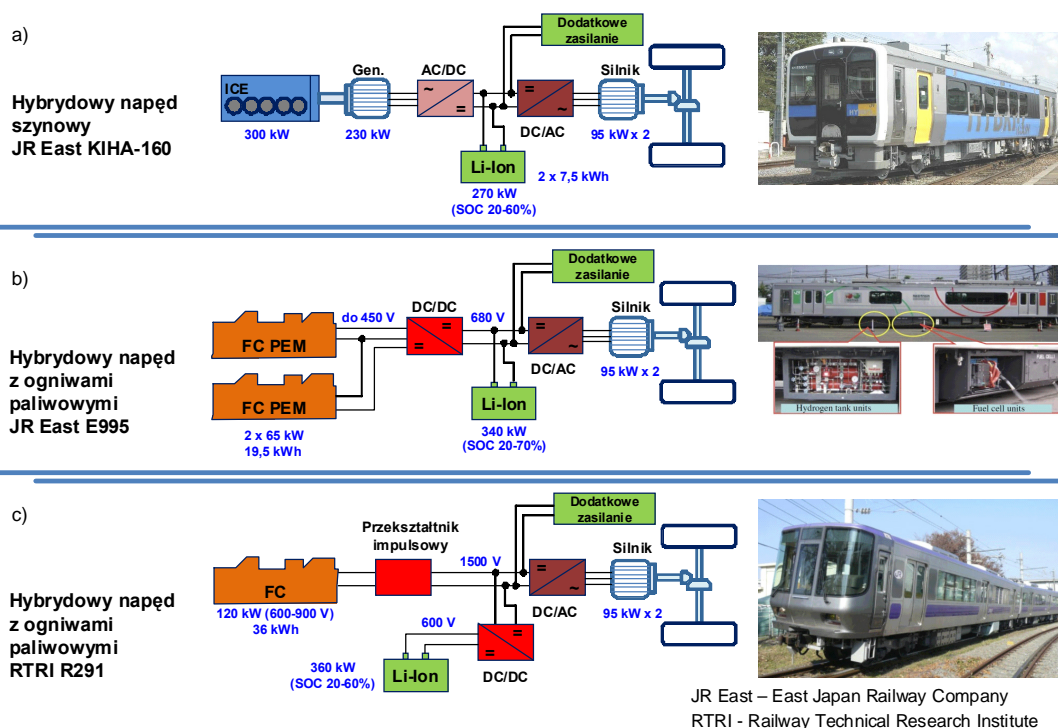 a)
Hybrydowy napęd
szynowy
JR East KIHA-160
ICE
300 kW
Gen.
230 kW
AC/DC
~
=
Dodatkowe
zasilanie
=
~
DC/AC
Silnik
95 kW x 2
Li-Ion
2 x 7,5 kWh
270 kW
(SOC 20-60%)
b)
Hybrydowy napęd
z ogniwami
paliwowymi
JR East E995
FC PEM
FC PEM
2 x 65 kW
19,5 kWh
do 450 V
DC/DC
=
=
680 V
Dodatkowe
zasilanie
=
~
DC/AC
Silnik
95 kW x 2
Li-Ion
340 kW
(SOC 20-70%)
Hydrogen tank units
Fuel cell units
c)
Hybrydowy napęd
z ogniwami
paliwowymi
RTRI R291
FC
120 kW (600-900 V)
36 kWh
Przekształtnik
impulsowy
1500 V
Dodatkowe
zasilanie
=
~
DC/AC
Silnik
95 kW x 2
600 V
=
=
DC/DC
Li-Ion
360 kW
(SOC 20-60%)
JR East – East Japan Railway Company
RTRI - Railway Technical Research Institute